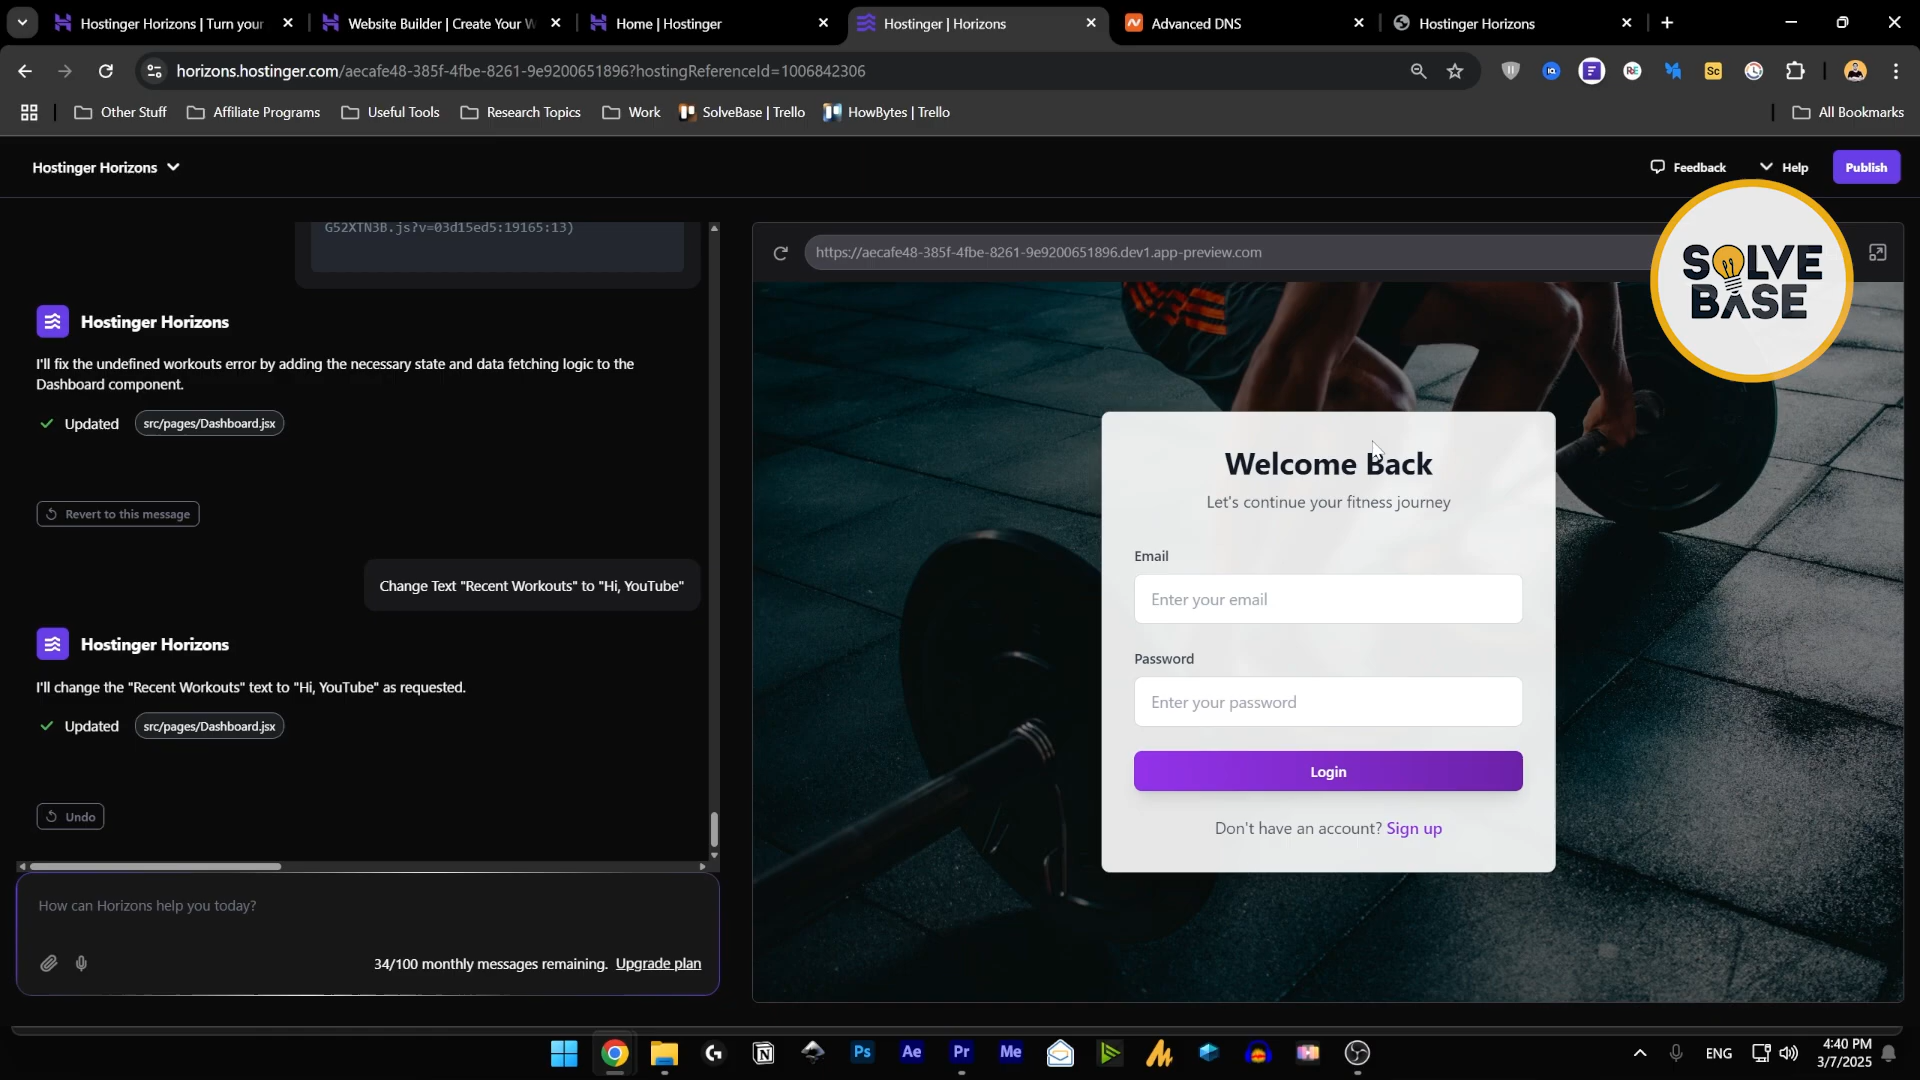 Hostinger Horizons | Turn your
Website Builder | Create Your W
Home | Hostinger
Hostinger | Horizons
Advanced DNS
Hostinger Horizons
horizons.hostinger.com/aecafe48-385f-4fbe-8261-9e9200651896?hostingReferenceId=1006842306
Sc
Other Stuff
Affiliate Programs
Useful Tools
Research Topics
Work
SolveBase | Trello
HowBytes | Trello
All Bookmarks
Hostinger Horizons
Feedback
Help
Publish
G52XTN3B.js?v=03d15ed5:19165:13)
https://aecafe48-385f-4fbe-8261-9e9200651896.dev1.app-preview.com
SOLVE
BASE
Hostinger Horizons
I'll fix the undefined workouts error by adding the necessary state and data fetching logic to the
Dashboard component.
Updated
src/pages/Dashboard.jsx
Revert to this message
Change Text "Recent Workouts" to "Hi, YouTube"
Hostinger Horizons
I'll change the "Recent Workouts" text to "Hi, YouTube" as requested.
Updated
src/pages/Dashboard.jsx
Undo
How can Horizons help you today?
34/100 monthly messages remaining. Upgrade plan
Welcome Back
Let's continue your fitness journey
Email
Enter your email
Password
Enter your password
Login
Don't have an account? Sign up
Ps
Ae
Pr
Me
ENG
4:40 PM
3/7/2025